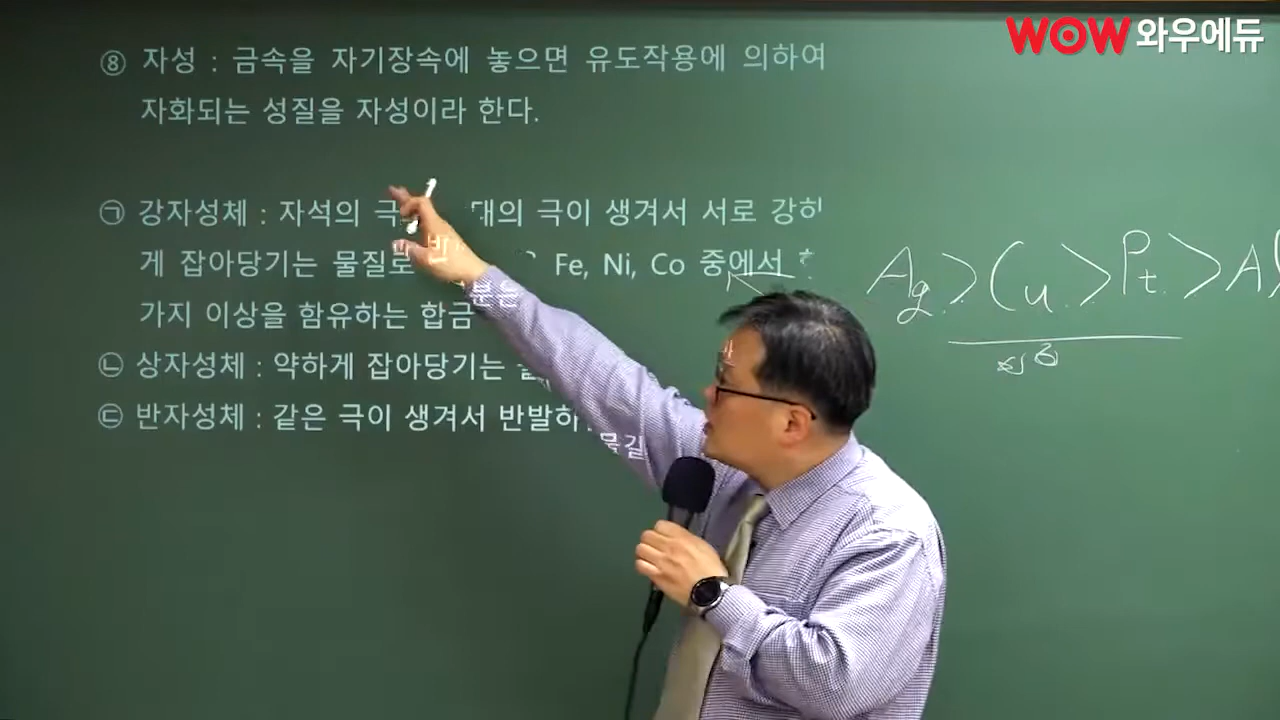 WOW와우에듀
⑧ 자성 : 금속을 자기장속에 놓으면 유도작용에 의하여
자화되는 성질을 자성이라 한다.
㉠ 강자성체 : 자석의 대의 극이 생겨서 서로 강하
게 잡아당기는 물질로 Fe, Ni, Co 중에서
가지 이상을 함유하는 합금
㉡ 상자성체 : 약하게 잡아당기는
㉢ 반자성체 : 같은 극이 생겨서 반발하
Ag > Cu > Pt > Al